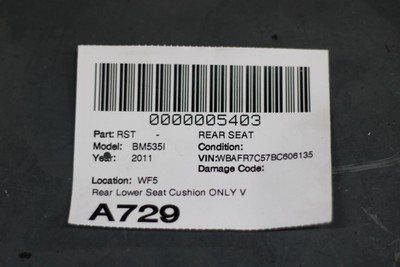 0000005403
Part: RST - REAR SEAT
Model: BM535I Condition:
Year: 2011 VIN:WBAFR7C57BC606135
Damage Code:
Location: WF5
Rear Lower Seat Cushion ONLY V
A729